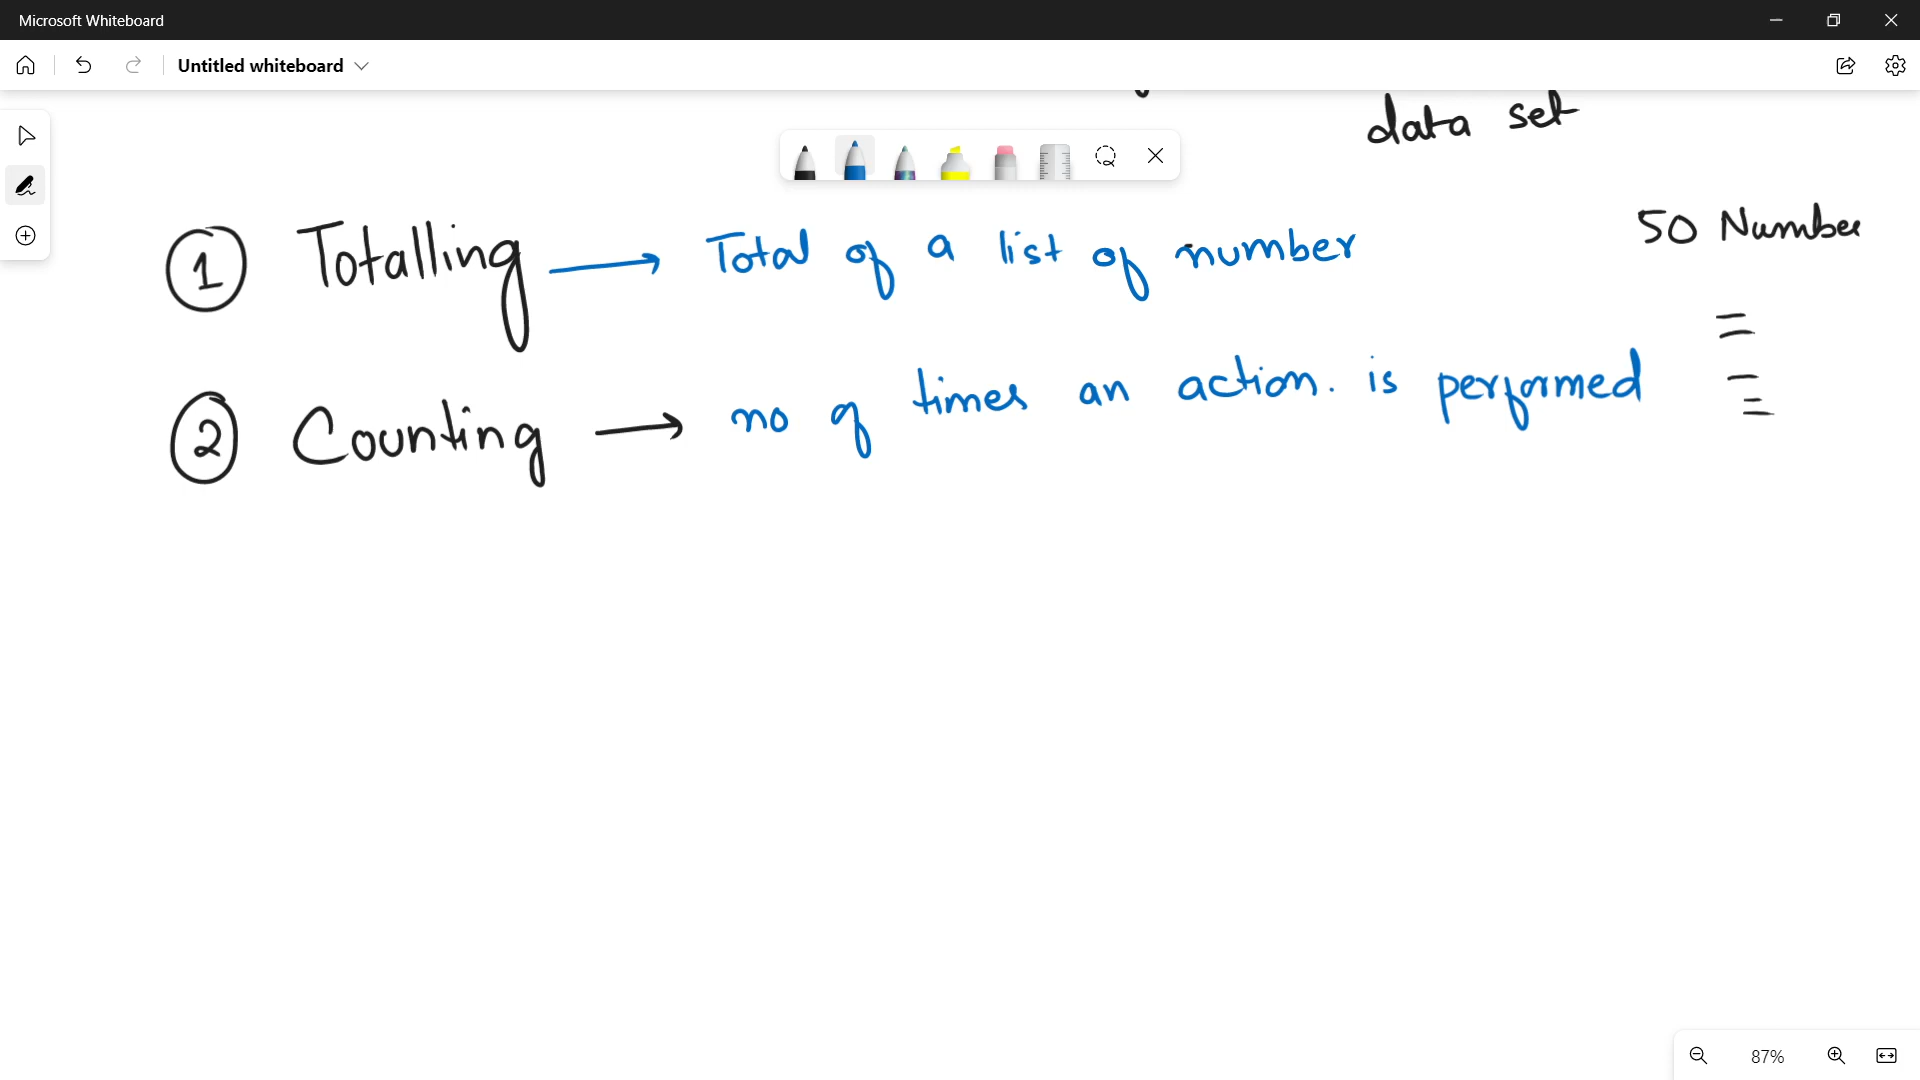 Microsoft Whiteboard
Untitled whiteboard
data set
① Totalling → Total of a list of number
50 Number
② Counting → no of times an action. is performed
87%